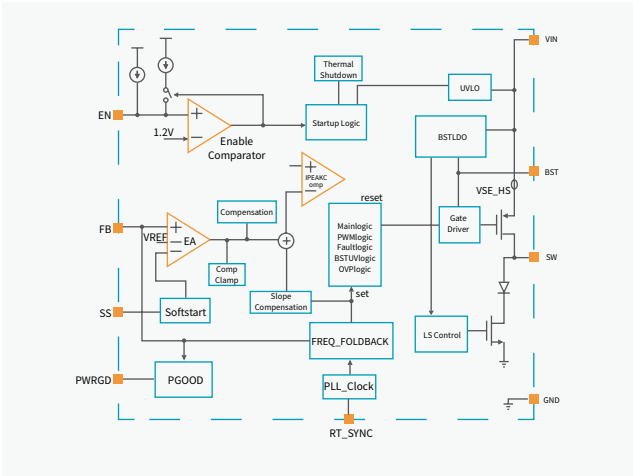 VIN
Thermal
Shutdown
UVLO
EN
1.2V
Enable
Comparator
Startup Logic
BSTLDO
BST
IPEAKC
omp
VSE_HS
reset
Compensation
FB
VREF
EA
Mainlogic
PWMlogic
Faultlogic
BSTUVlogic
OVPlogic
Gate
Driver
SW
Comp
Clamp
Slope
Compensation
set
SS
Softstart
FREQ_FOLDBACK
LS Control
PWRGD
PGOOD
PLL_Clock
GND
RT_SYNC